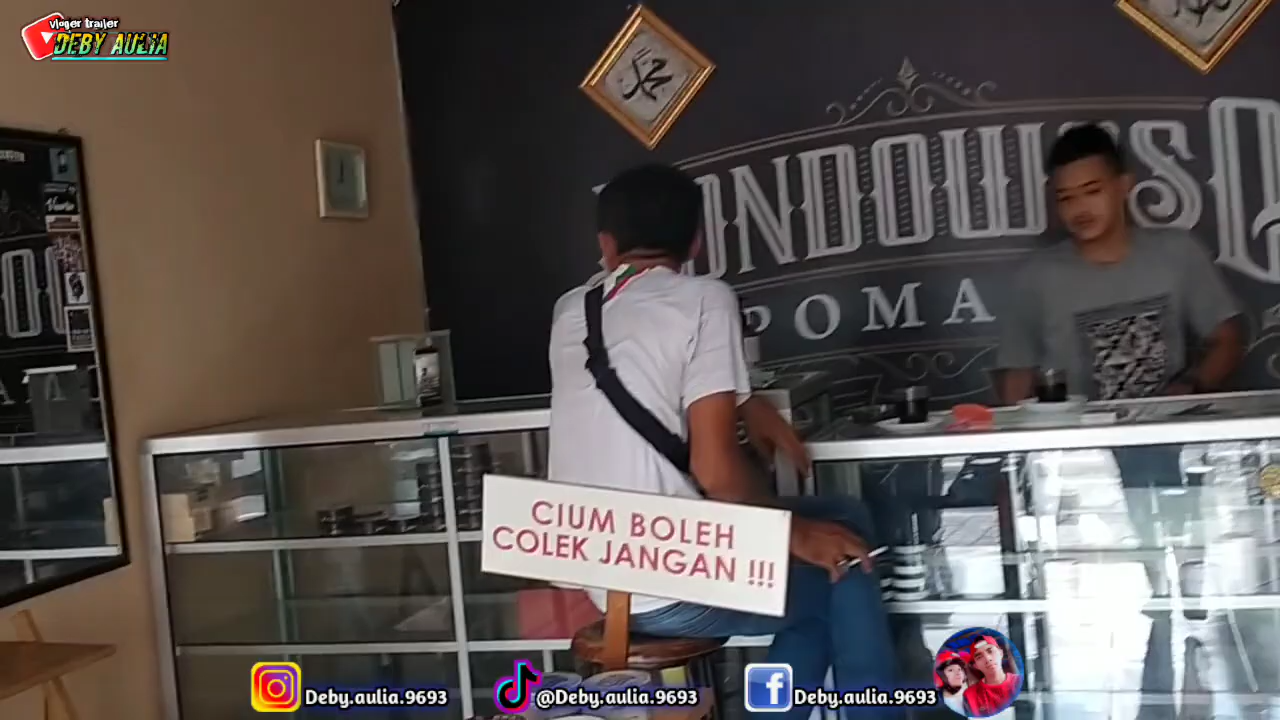 vloger trailer
DEBY AULIA
محمد
ONDOWOSO
POMA
CIUM BOLEH
COLEK JANGAN !!!
Deby.aulia.9693
@Deby.aulia.9693
Deby.aulia.9693